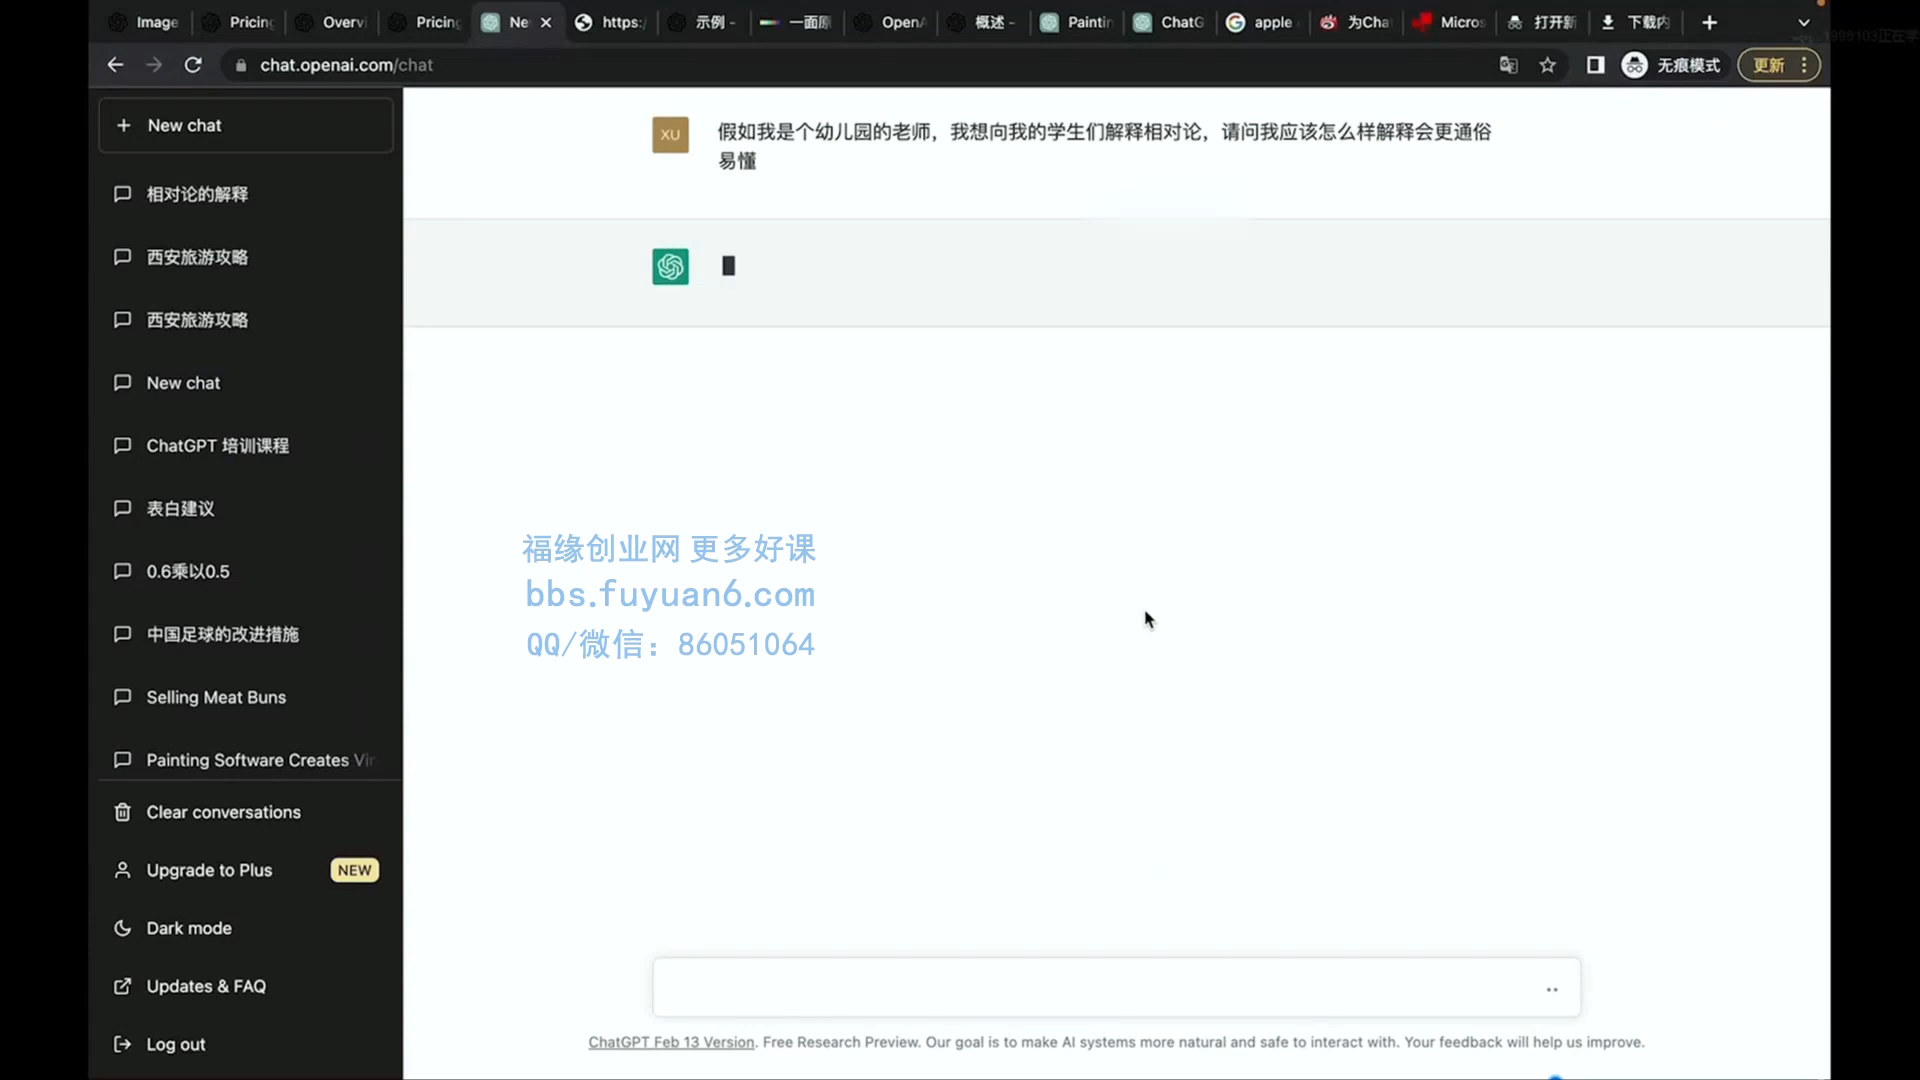 Image
Pricing
Overvi
Pricing
Ne
https:/
示例 -
一面原
OpenA
概述 -
Paintin
ChatG
apple
为Cha
Micros
打开新
下载内
chat.openai.com/chat
无痕模式
更新
New chat
相对论的解释
西安旅游攻略
西安旅游攻略
New chat
ChatGPT 培训课程
表白建议
0.6乘以0.5
中国足球的改进措施
Selling Meat Buns
Painting Software Creates Vir
Clear conversations
Upgrade to Plus
NEW
Dark mode
Updates & FAQ
Log out
XU
假如我是个幼儿园的老师，我想向我的学生们解释相对论，请问我应该怎么样解释会更通俗
易懂
福缘创业网 更多好课
bbs.fuyuan6.com
QQ/微信：86051064
ChatGPT Feb 13 Version. Free Research Preview. Our goal is to make AI systems more natural and safe to interact with. Your feedback will help us improve.